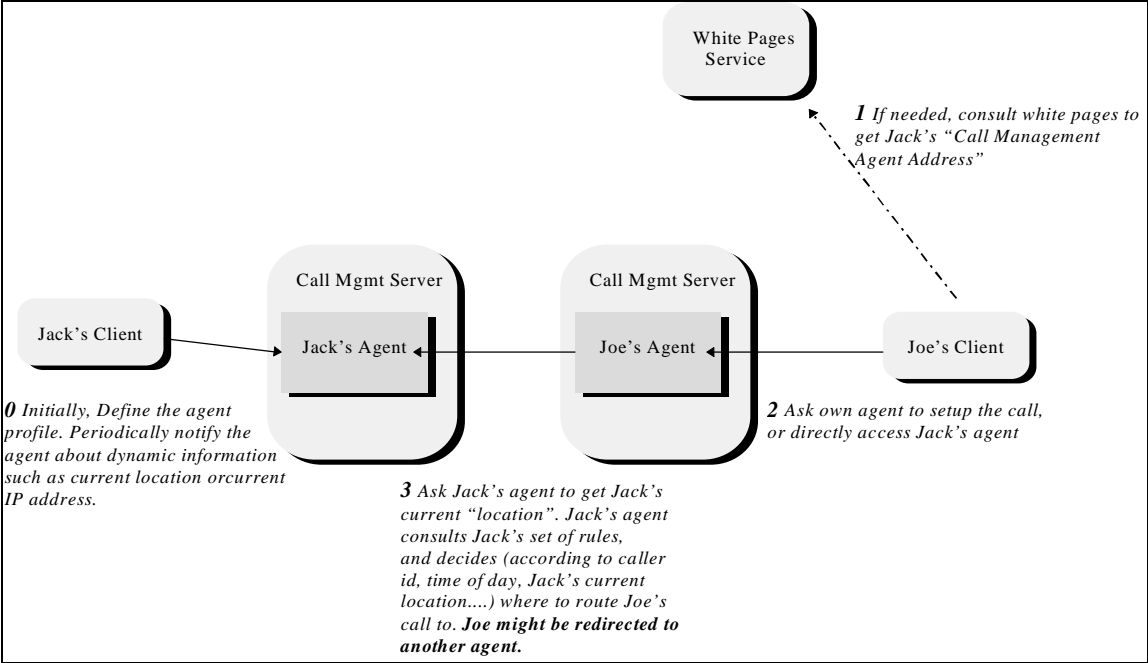 White Pages
Service
1 If needed, consult white pages to
get Jack's “Call Management
Agent Address”
Call Mgmt Server
Call Mgmt Server
Jack's Client
Jack's Agent
Joe's Agent
Joe's Client
0 Initially, Define the agent
profile. Periodically notify the
agent about dynamic information
such as current location orcurrent
IP address.
2 Ask own agent to setup the call,
or directly access Jack's agent
3 Ask Jack's agent to get Jack's
current “location”. Jack's agent
consults Jack's set of rules,
and decides (according to caller
id, time of day, Jack's current
location....) where to route Joe's
call to. Joe might be redirected to
another agent.